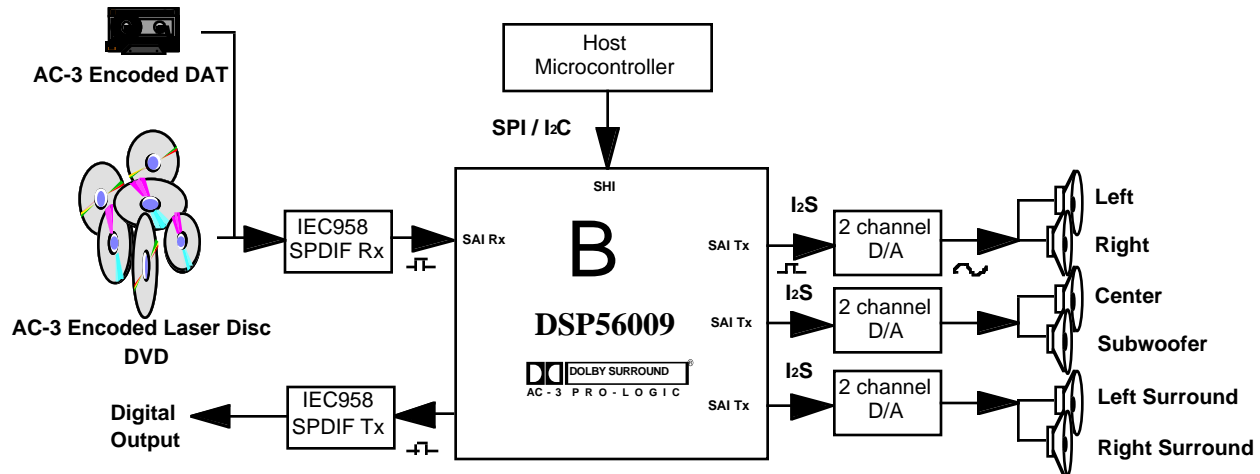 AC-3 Encoded DAT
Host
Microcontroller
SPI / I2C
SHI
AC-3 Encoded Laser Disc
DVD
IEC958
SPDIF Rx
SAI Rx
B
DSP56009
DOLBY SURROUND ®
AC-3 PRO-LOGIC
SAI Tx
I2S
2 channel
D/A
Left
Right
SAI Tx
I2S
2 channel
D/A
Center
Subwoofer
SAI Tx
I2S
2 channel
D/A
Left Surround
Right Surround
IEC958
SPDIF Tx
Digital
Output